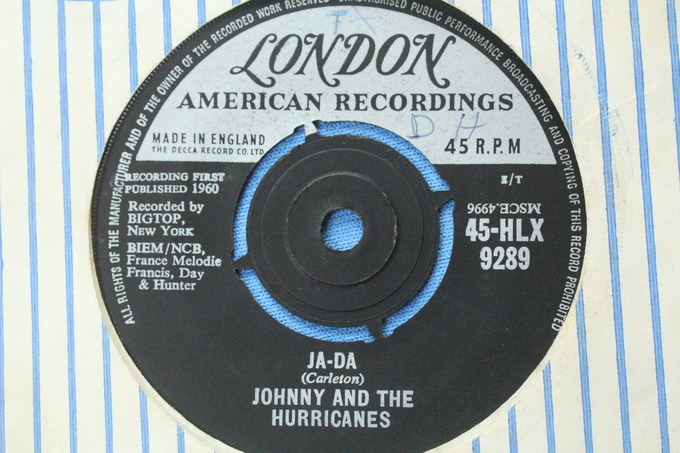 ALL RIGHTS OF THE MANUFACTURER AND OF THE OWNER OF THE RECORDED WORK RESERVED UNAUTHORISED PUBLIC PERFORMANCE BROADCASTING AND COPYING OF THIS RECORD PROHIBITED
LONDON
AMERICAN RECORDINGS
D H
MADE IN ENGLAND
THE DECCA RECORD CO. LTD.
45 R.P.M
RECORDING FIRST
PUBLISHED 1960
E/T
Recorded by
BIGTOP,
New York
MSCE.4996
45-HLX
9289
BIEM/NCB,
France Melodie
Francis, Day
& Hunter
JA-DA
(Carleton)
JOHNNY AND THE
HURRICANES